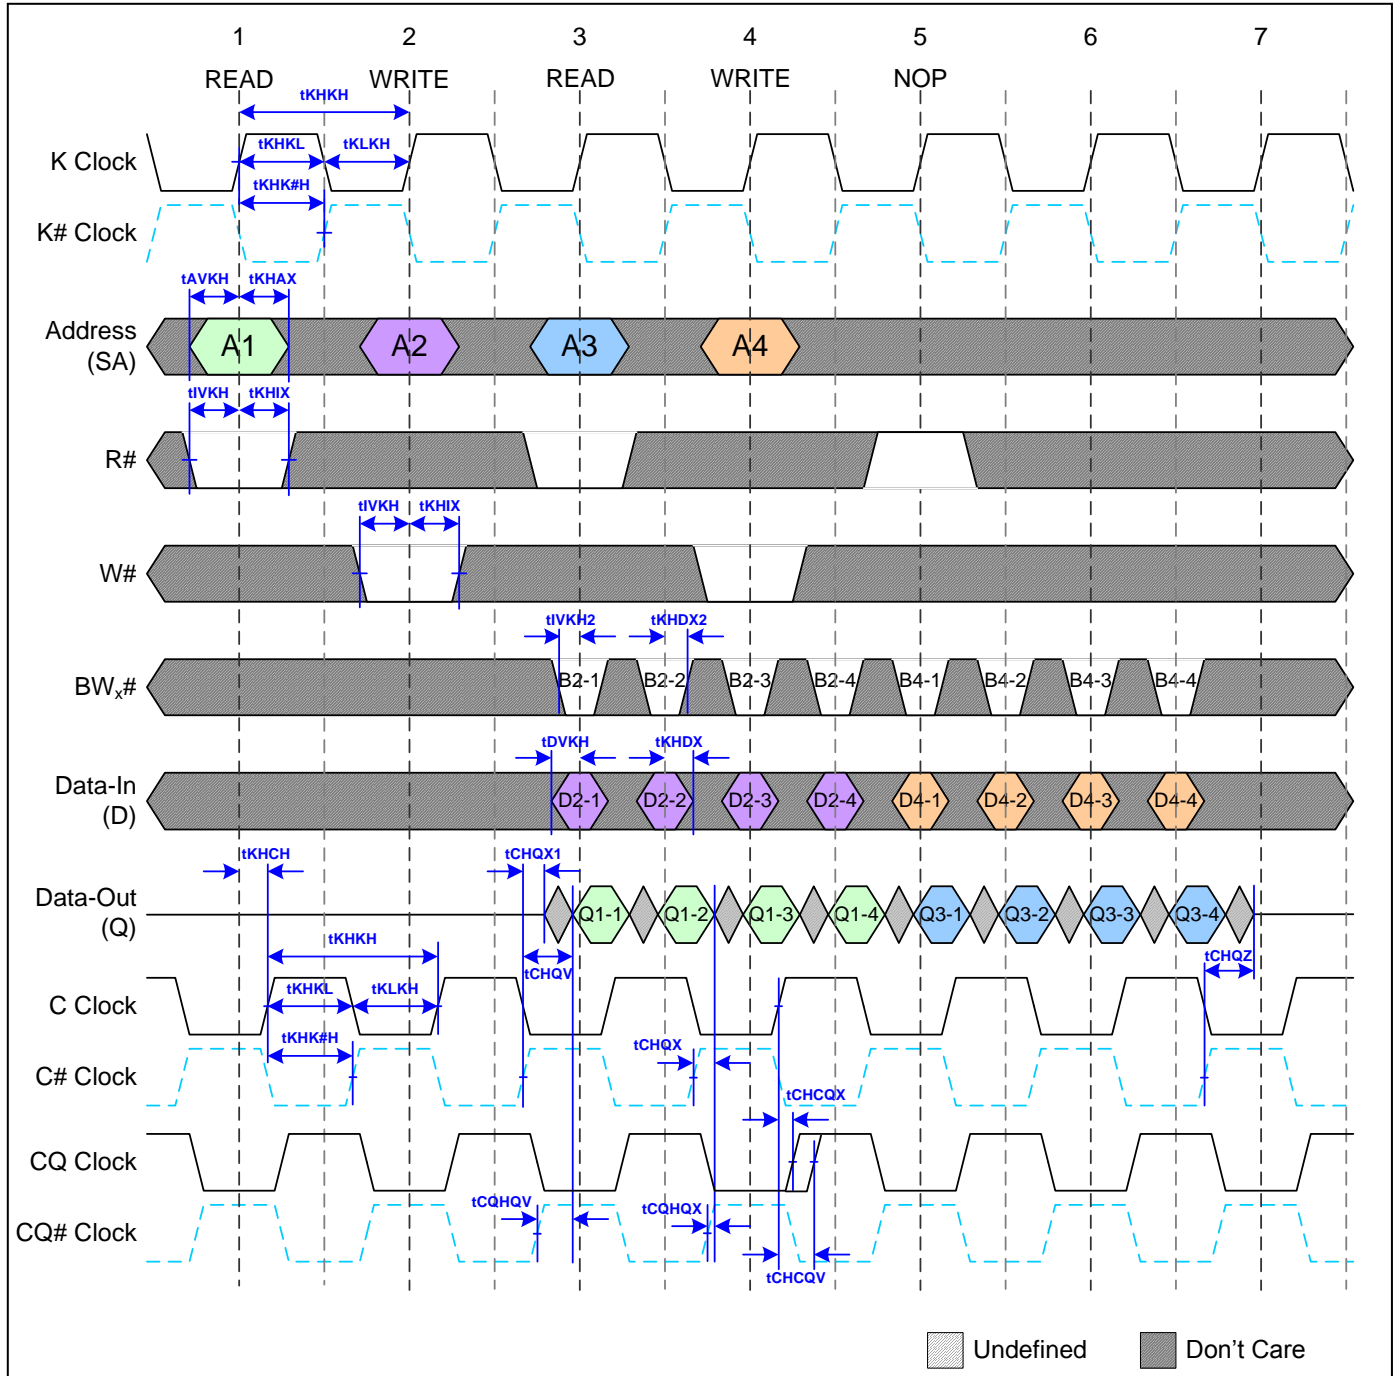 1 2 3 4 5 6 7
READ WRITE READ WRITE NOP
tKHKH
K Clock
tKHKL tKLKH
tKHK#H
K# Clock
tAVKH tKHAX
Address
(SA)
A1 A2 A3 A4
tIVKH tKHIX
R#
tIVKH tKHIX
W#
tIVKH2 tKHDX2
BWx#
B2-1 B2-2 B2-3 B2-4 B4-1 B4-2 B4-3 B4-4
tDVKH tKHDX
Data-In
(D)
D2-1 D2-2 D2-3 D2-4 D4-1 D4-2 D4-3 D4-4
tKHCH tCHQX1
Data-Out
(Q)
Q1-1 Q1-2 Q1-3 Q1-4 Q3-1 Q3-2 Q3-3 Q3-4
tKHKH
tCHQV
tCHQZ
C Clock
tKHKL tKLKH
tKHK#H
tCHQX
C# Clock
tCHCQX
CQ Clock
tCQHQV tCQHQX
CQ# Clock
tCHCQV
Undefined Don't Care